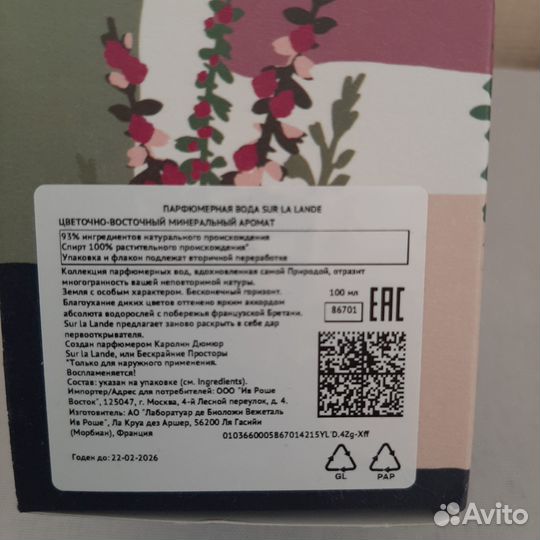 ПАРФЮМЕРНАЯ ВОДА SUR LA LANDE
ЦВЕТОЧНО-ВОСТОЧНЫЙ МИНЕРАЛЬНЫЙ АРОМАТ
93% ингредиентов натурального происхождения
Спирт 100% растительного происхождения*
Упаковка и флакон подлежат вторичной переработке
Коллекция парфюмерных вод, вдохновленная самой Природой, отразит
многогранность вашей неповторимой натуры.
Земля с особым характером. Бесконечный горизонт.
Благоухание диких цветов оттенено ярким аккордом
абсолюта водорослей с побережья французской Бретани.
Sur la Lande предлагает заново раскрыть в себе дар
первооткрывателя.
Создан парфюмером Каролин Дюмюр
Sur la Lande, или Бескрайние Просторы
*Только для наружного применения.
Воспламеняется!
Состав: указан на упаковке (см. Ingredients).
Импортер/Адрес для потребителей: ООО "Ив Роше
Восток", 125047, г. Москва, 4-й Лесной переулок, д. 4.
Изготовитель: АО "Лаборатуар де Биоложи Вежеталь
Ив Роше", Ла Круа дез Аршер, 56200 Ля Гасийи
(Морбиан), Франция
Годен до: 22-02-2026
100 мл
86701
EAC
0103660005867014215YL'D.4Zg-Xff
GL
PAP
Avito